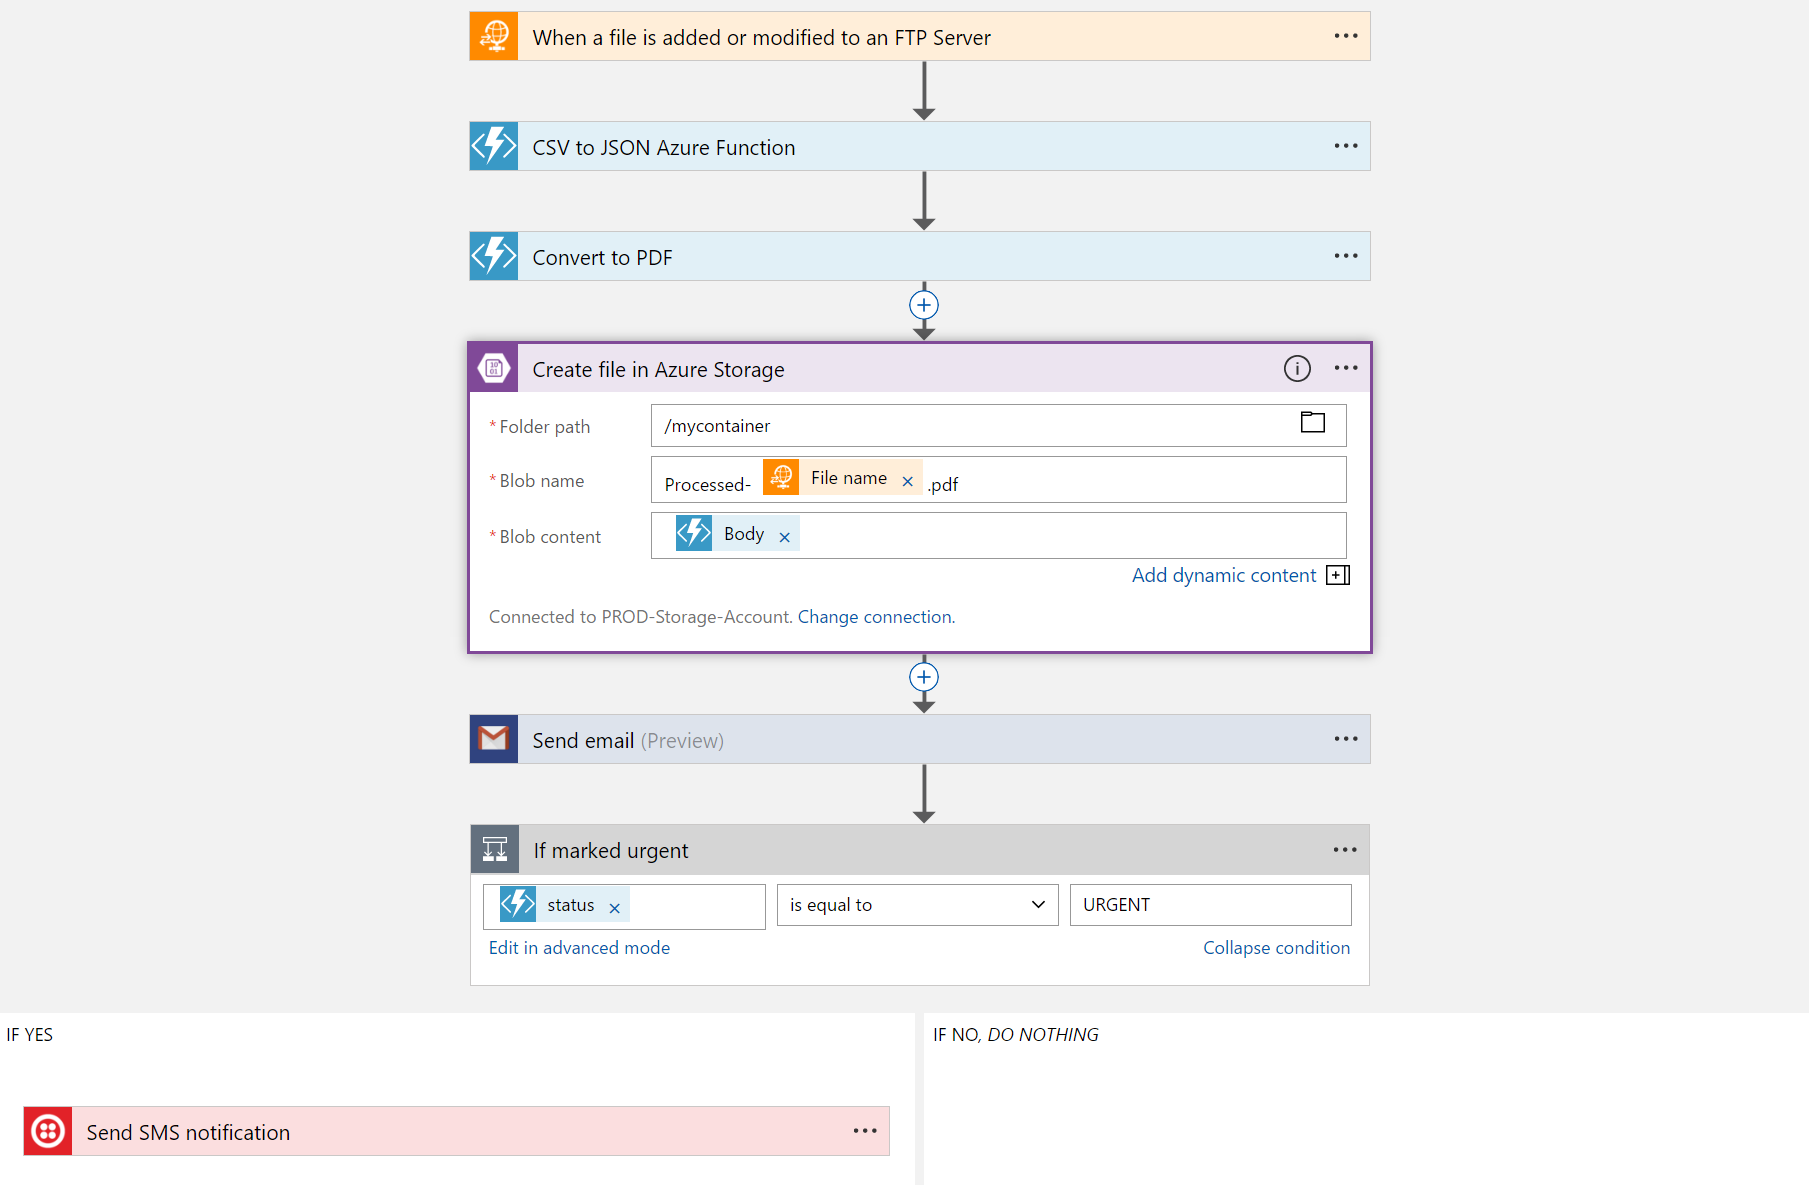 When a file is added or modified to an FTP Server
CSV to JSON Azure Function
Convert to PDF
Create file in Azure Storage
* Folder path /mycontainer
* Blob name Processed- File name × .pdf
* Blob content Body ×
Add dynamic content
Connected to PROD-Storage-Account. Change connection.
Send email (Preview)
If marked urgent
status × is equal to URGENT
Edit in advanced mode Collapse condition
IF YES
IF NO, DO NOTHING
Send SMS notification